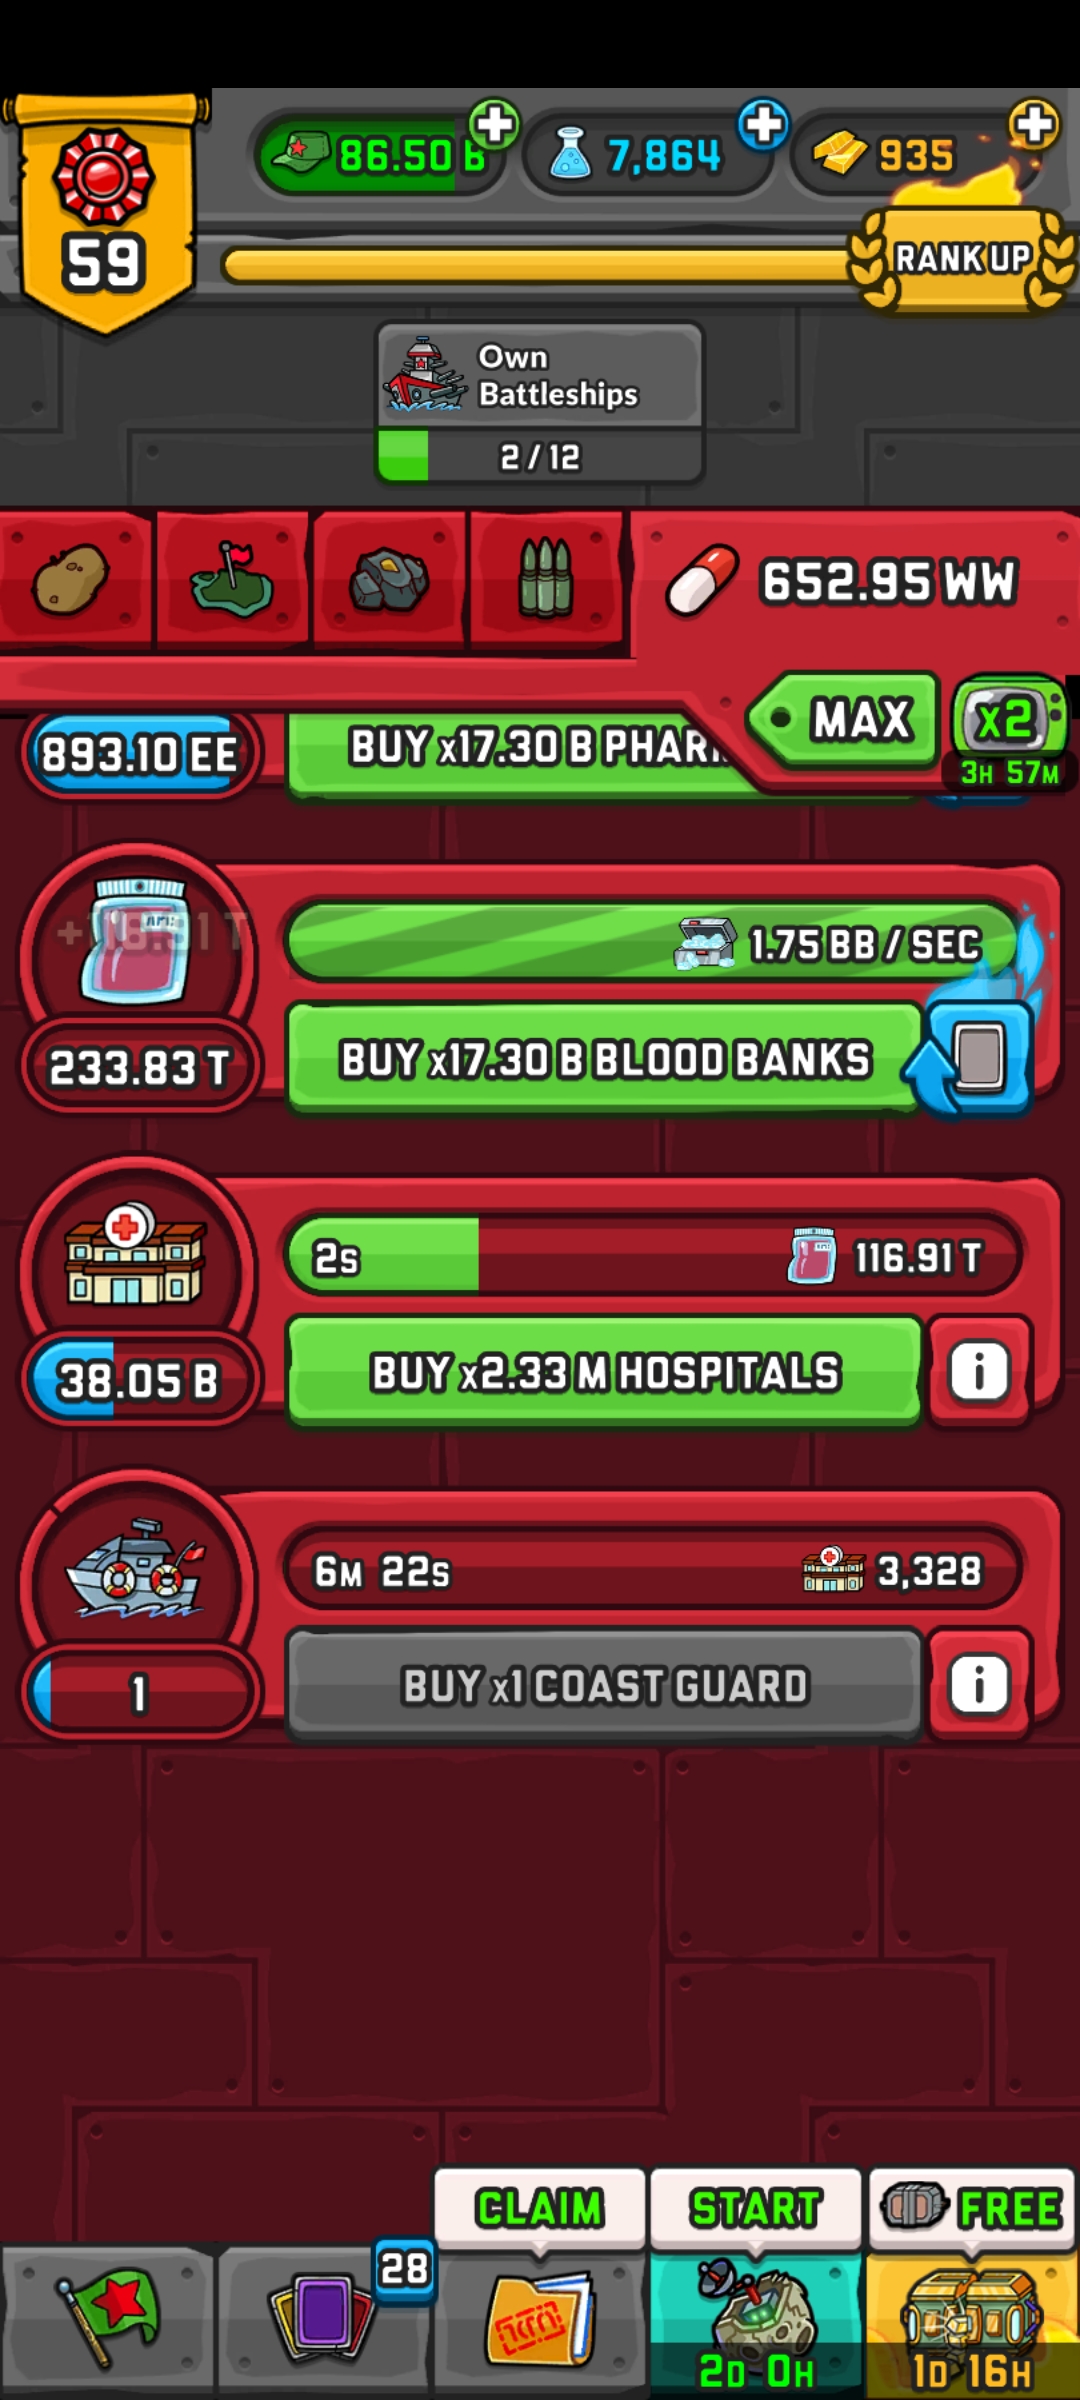 86.50 B
7,864
935
59
RANK UP
Own
Battleships
2 / 12
652.95 WW
MAX
x2
3H 57M
893.10 EE
BUY x17.30 B PHAR
+116.91 T
1.75 BB / SEC
233.83 T
BUY x17.30 B BLOOD BANKS
2s
116.91 T
38.05 B
BUY x2.33 M HOSPITALS
i
6M 22s
3,328
1
BUY x1 COAST GUARD
i
CLAIM
START
FREE
28
2D 0H
1D 16H